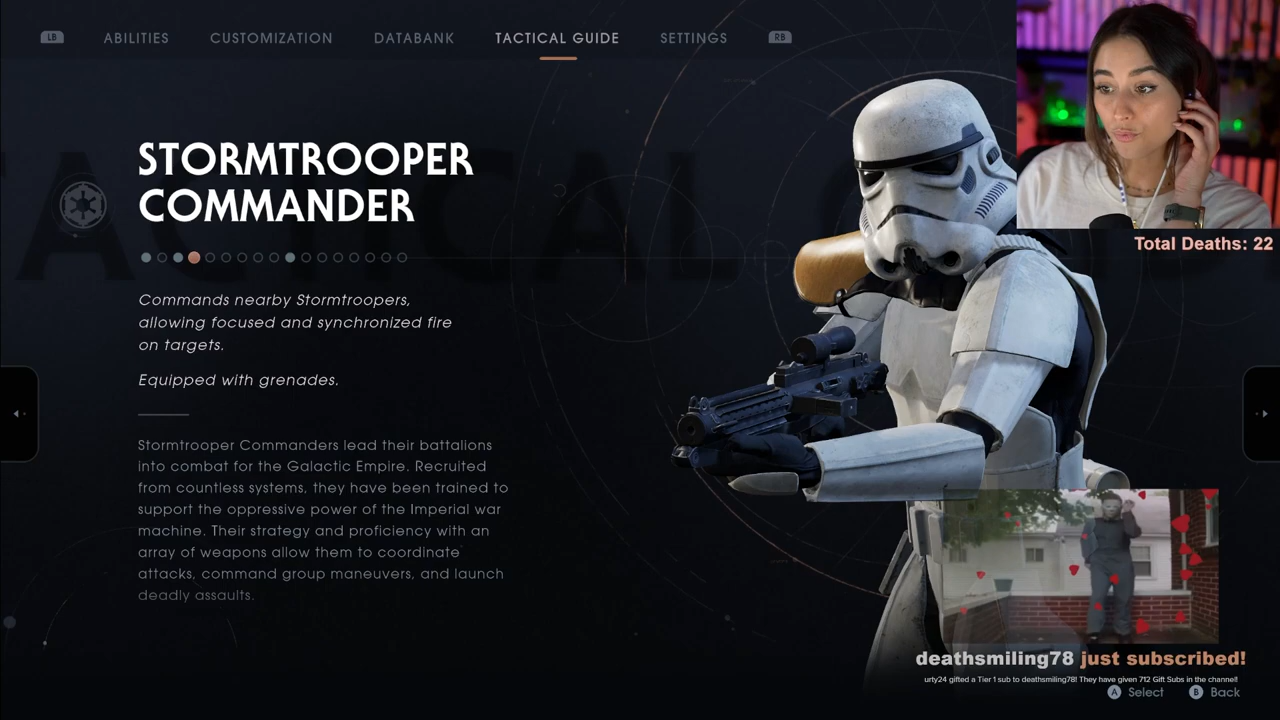 LB ABILITIES CUSTOMIZATION DATABANK TACTICAL GUIDE SETTINGS RB
STORMTROOPER
COMMANDER
Total Deaths: 22
Commands nearby Stormtroopers,
allowing focused and synchronized fire
on targets.
Equipped with grenades.
Stormtrooper Commanders lead their battalions
into combat for the Galactic Empire. Recruited
from countless systems, they have been trained to
support the oppressive power of the Imperial war
machine. Their strategy and proficiency with an
array of weapons allow them to coordinate
attacks, command group maneuvers, and launch
deadly assaults.
deathsmiling78 just subscribed!
urty24 gifted a Tier 1 sub to deathsmiling78! They have given 712 Gift Subs in the channel!
A Select B Back